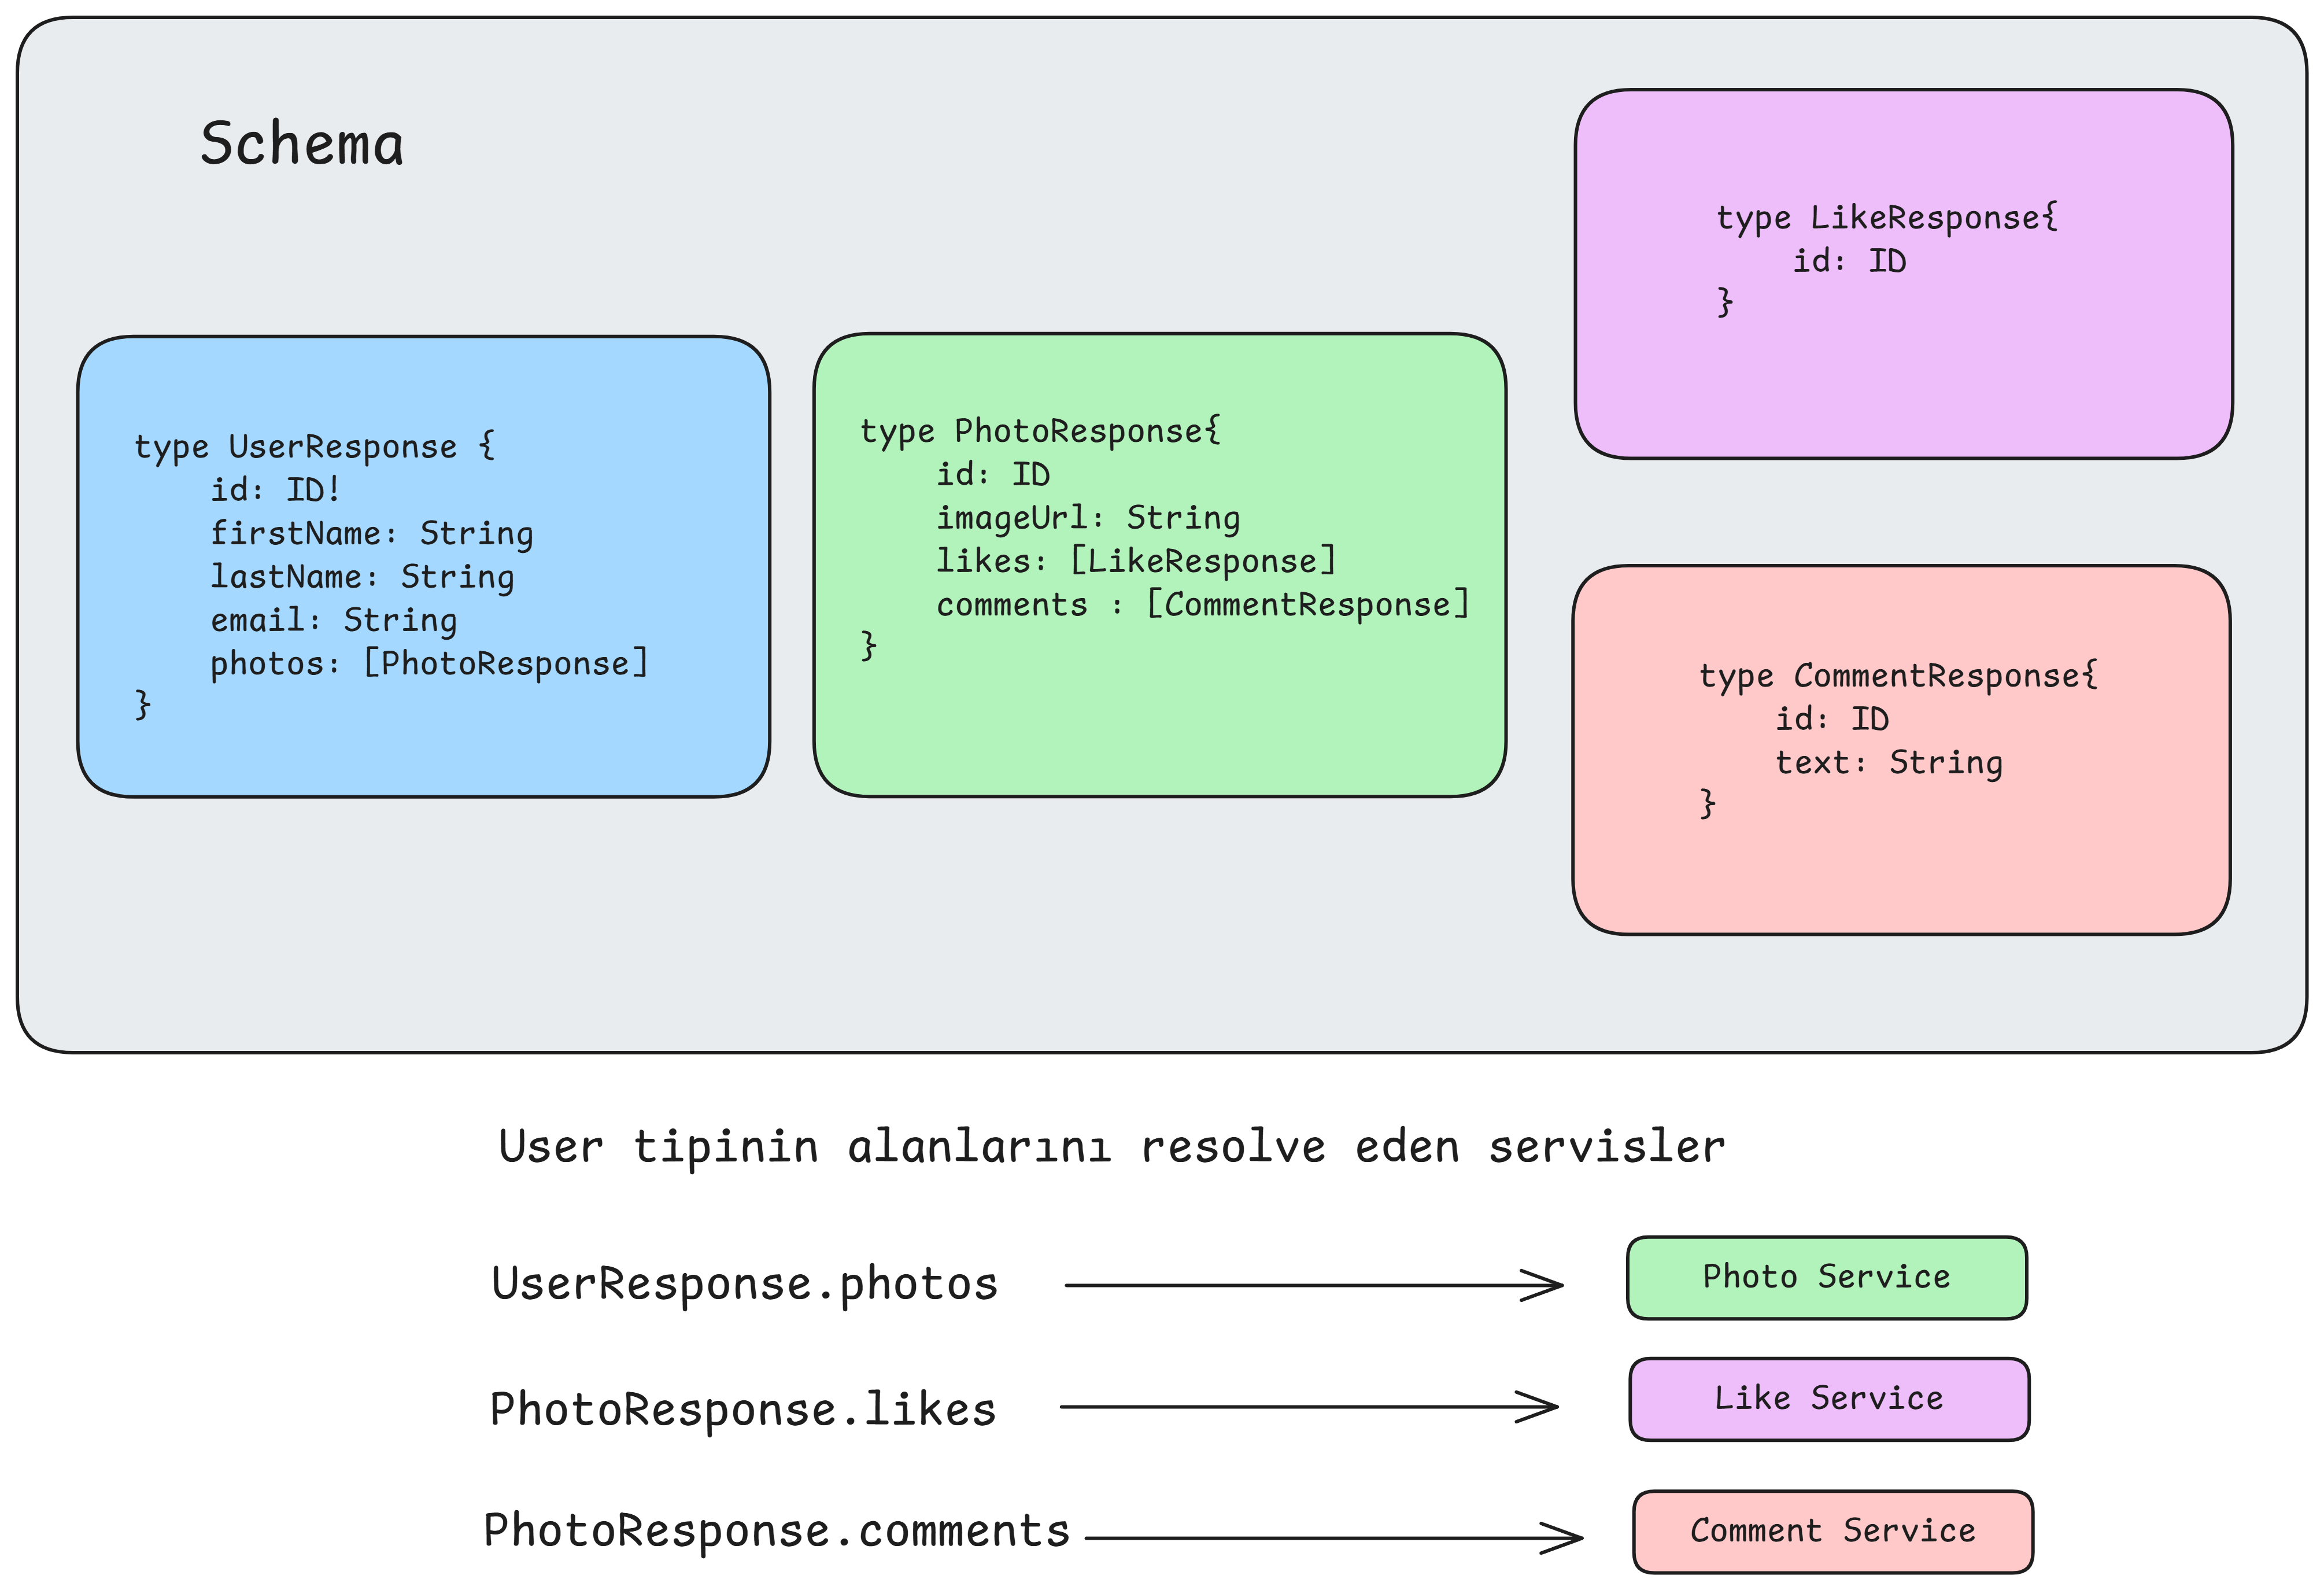 Schema
type UserResponse {
id: ID!
firstName: String
lastName: String
email: String
photos: [PhotoResponse]
}
type PhotoResponse{
id: ID
imageUrl: String
likes: [LikeResponse]
comments : [CommentResponse]
}
type LikeResponse{
id: ID
}
type CommentResponse{
id: ID
text: String
}
User tipinin alanlarını resolve eden servisler
UserResponse.photos
Photo Service
PhotoResponse.likes
Like Service
PhotoResponse.comments
Comment Service